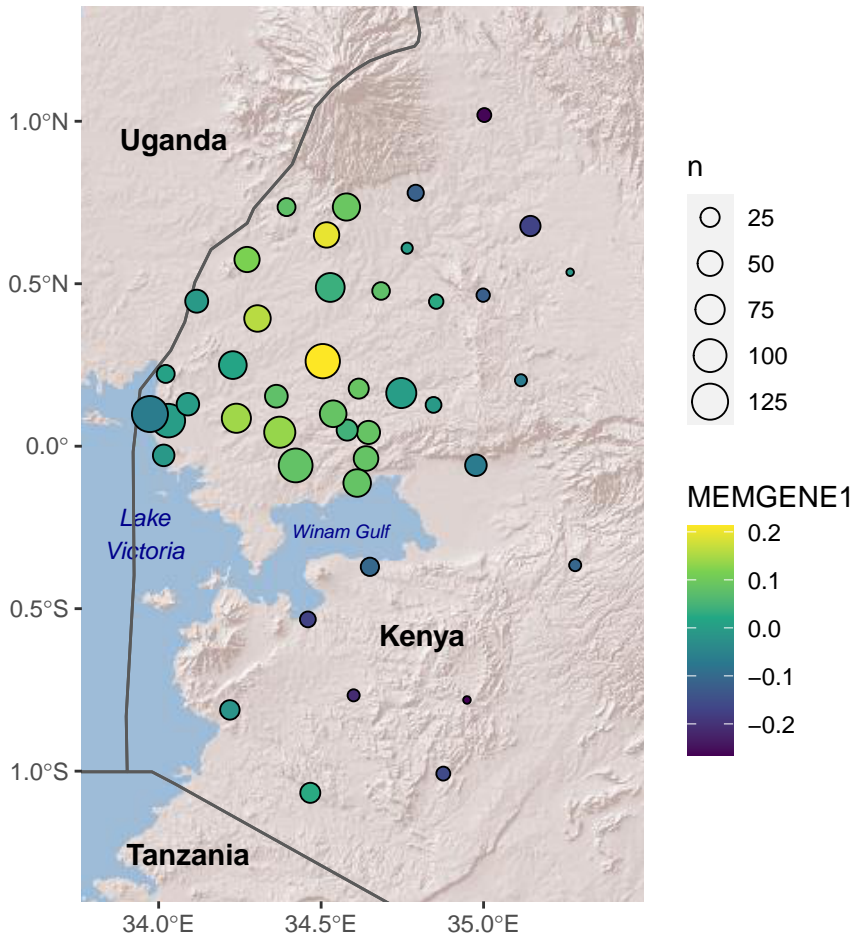 1.0°N
0.5°N
0.0°
0.5°S
1.0°S
34.0°E
34.5°E
35.0°E
Uganda
Lake
Victoria
Winam Gulf
Kenya
Tanzania
n
25
50
75
100
125
MEMGENE1
0.2
0.1
0.0
−0.1
−0.2